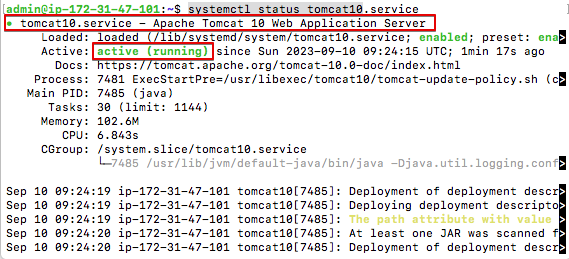 [admin@ip-172-31-47-101:~$ systemctl status tomcat10.service
● tomcat10.service - Apache Tomcat 10 Web Application Server
Loaded: loaded (/lib/systemd/system/tomcat10.service; enabled; preset: ena
Active: active (running) since Sun 2023-09-10 09:24:15 UTC; 1min 17s ago
Docs: https://tomcat.apache.org/tomcat-10.0-doc/index.html
Process: 7481 ExecStartPre=/usr/libexec/tomcat10/tomcat-update-policy.sh (c
Main PID: 7485 (java)
Tasks: 30 (limit: 1144)
Memory: 102.6M
CPU: 6.843s
CGroup: /system.slice/tomcat10.service
└─7485 /usr/lib/jvm/default-java/bin/java -Djava.util.logging.conf
Sep 10 09:24:19 ip-172-31-47-101 tomcat10[7485]: Deployment of deployment descr
Sep 10 09:24:19 ip-172-31-47-101 tomcat10[7485]: Deploying deployment descripto
Sep 10 09:24:19 ip-172-31-47-101 tomcat10[7485]: The path attribute with value
Sep 10 09:24:20 ip-172-31-47-101 tomcat10[7485]: At least one JAR was scanned f
Sep 10 09:24:20 ip-172-31-47-101 tomcat10[7485]: Deployment of deployment descr